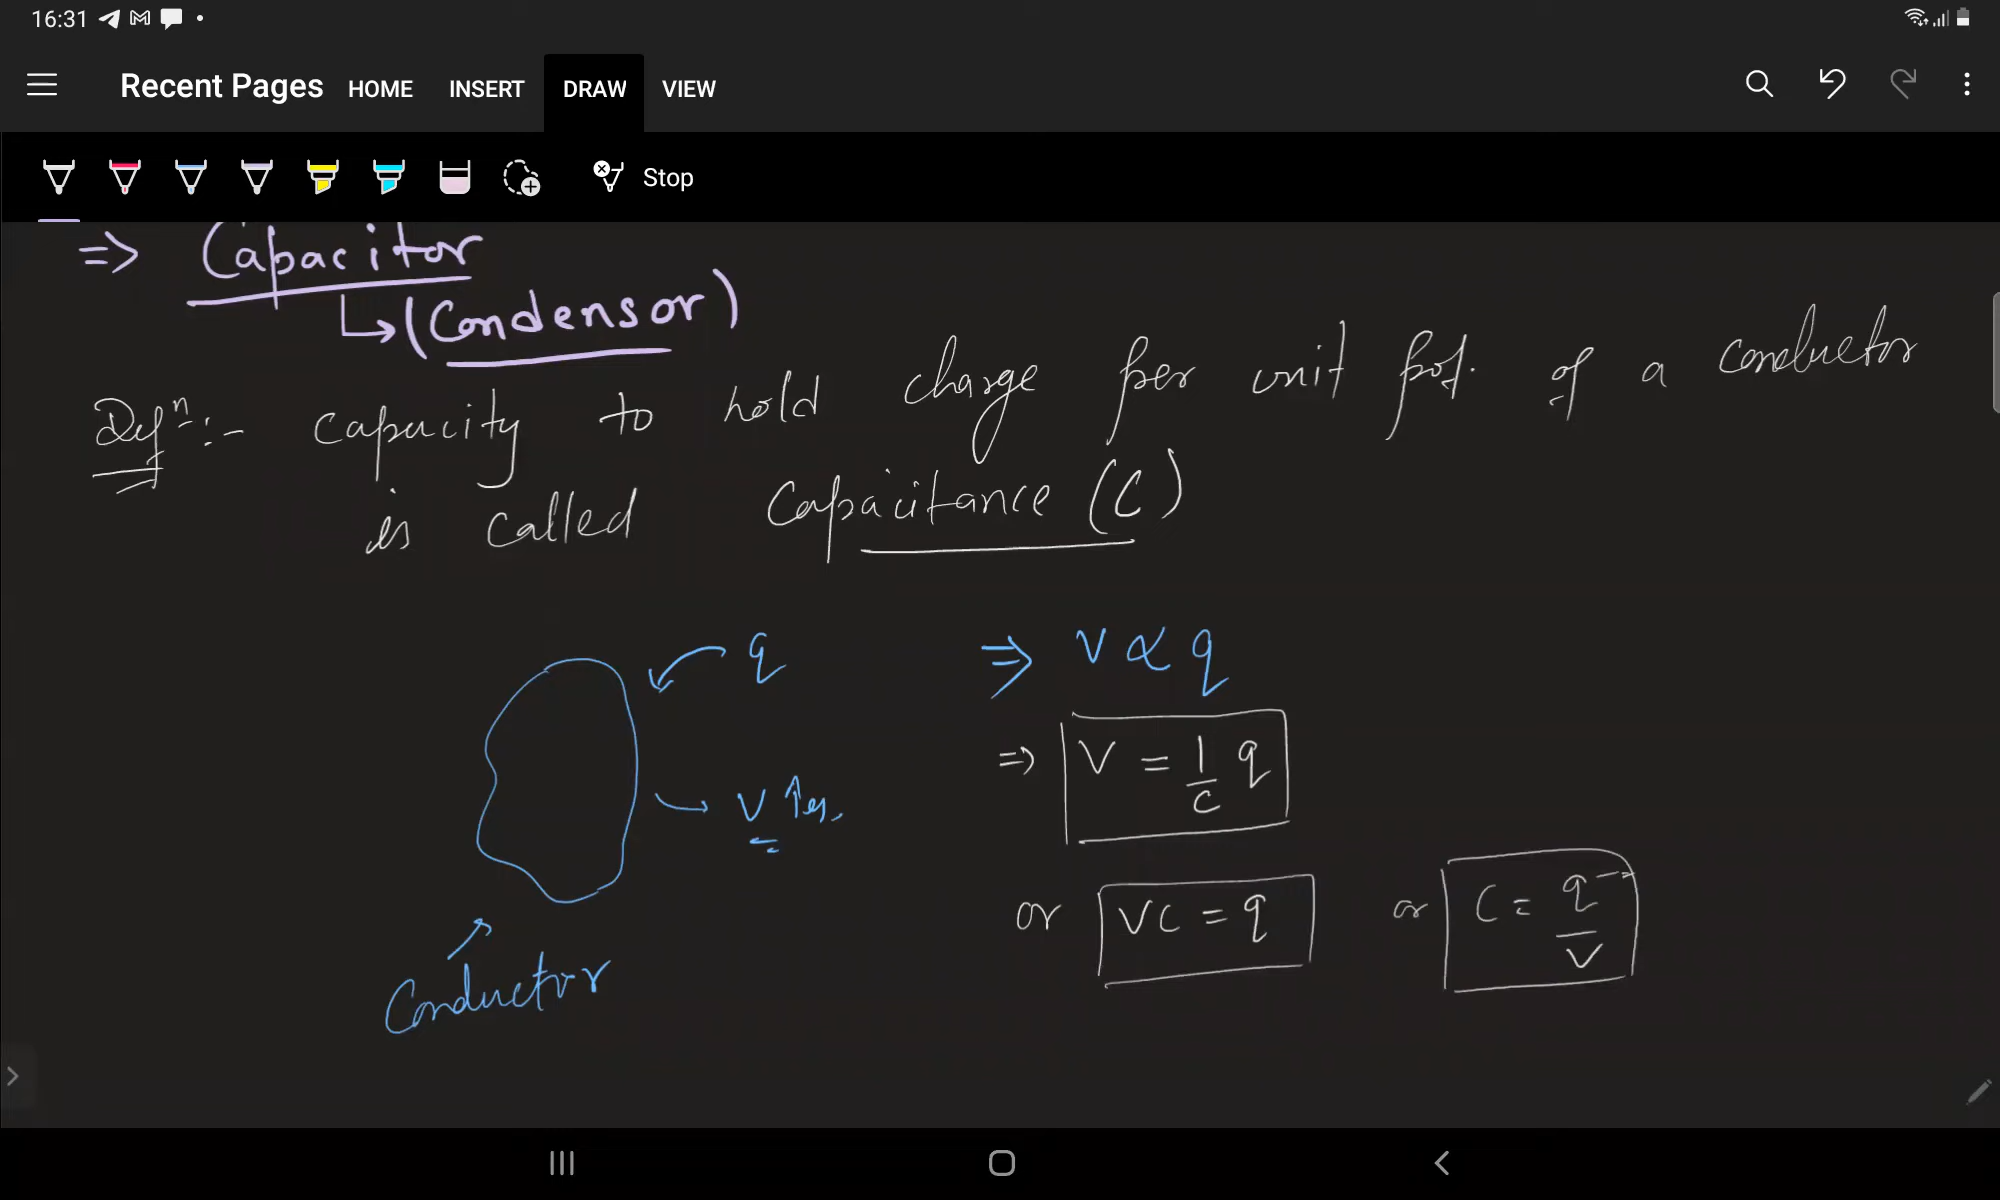 16:31
Recent Pages HOME INSERT DRAW VIEW
Stop
=> Capacitor
↳(Condensor)
Defⁿ:- capacity to hold charge per unit pot. of a conductor
is called Capacitance (C)
q
⇒ V ∝ q
=> V = 1/C q
V ↑es.
or VC = q or C = q/V
Conductor